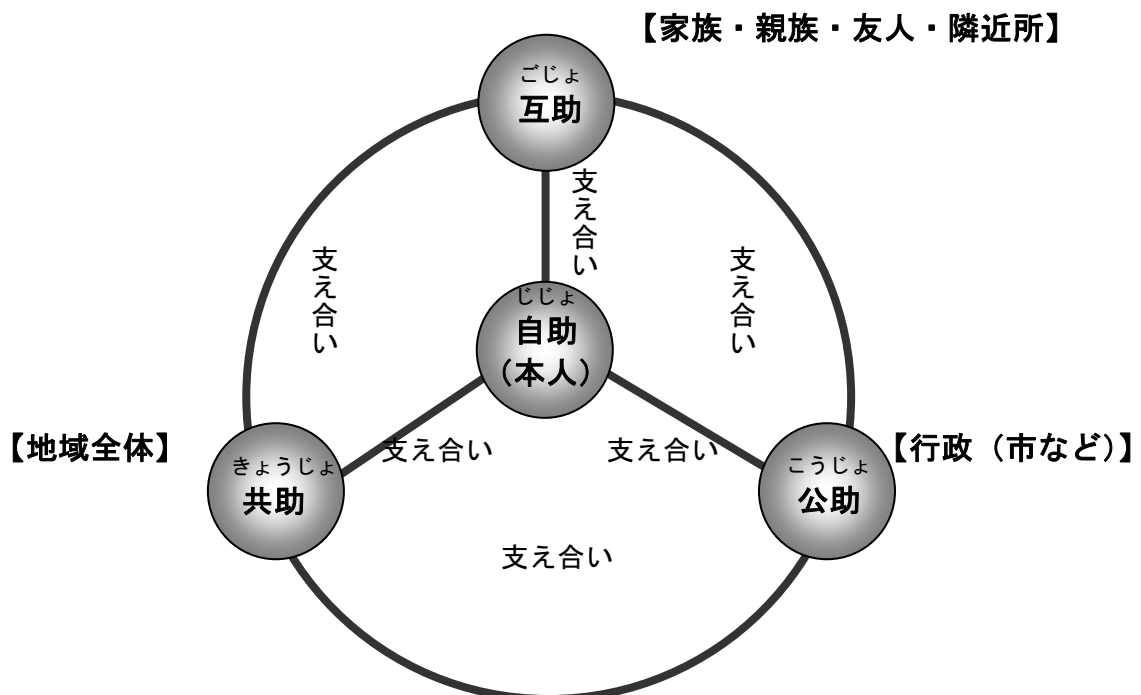 【家族・親族・友人・隣近所】
ごじょ
互助
支え合い
支え合い
支え合い
じじょ
自助
（本人）
【地域全体】
きょうじょ
共助
支え合い
支え合い
こうじょ
公助
【行政（市など）】
支え合い